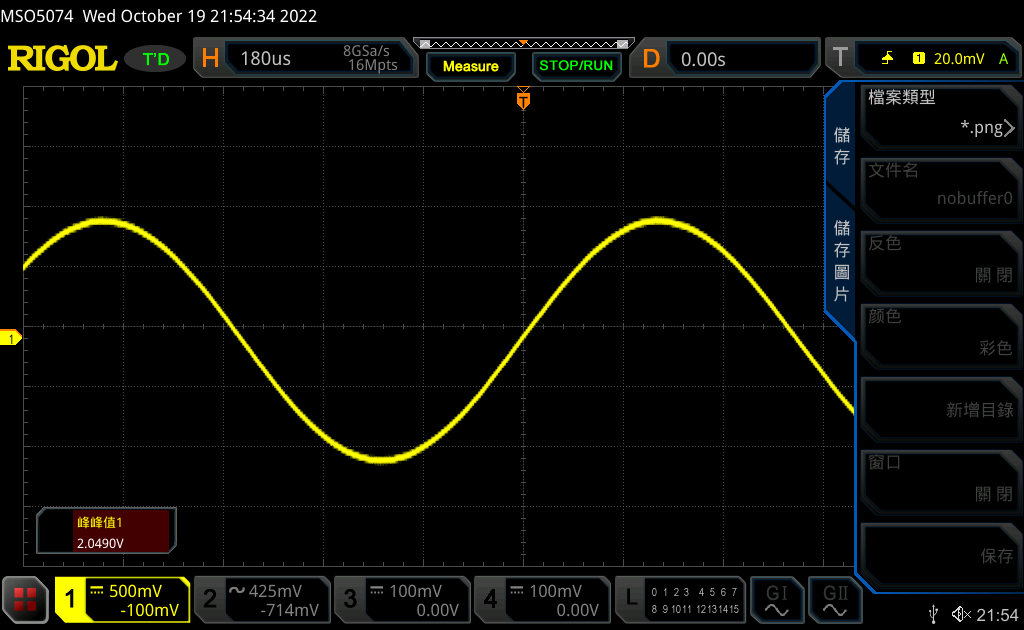 MSO5074 Wed October 19 21:54:34 2022
RIGOL T'D H 180us 8GSa/s 16Mpts Measure STOP/RUN D 0.00s T 1 20.0mV A
T
儲存
儲存圖片
檔案類型
*.png
文件名
nobuffer0
反色
關閉
顏色
彩色
新增目錄
窗口
關閉
保存
1
峰峰值1
2.0490V
1 500mV -100mV
2 425mV -714mV
3 100mV 0.00V
4 100mV 0.00V
L 0 1 2 3 4 5 6 7
8 9 10 11 12 13 14 15
GI
GII
21:54